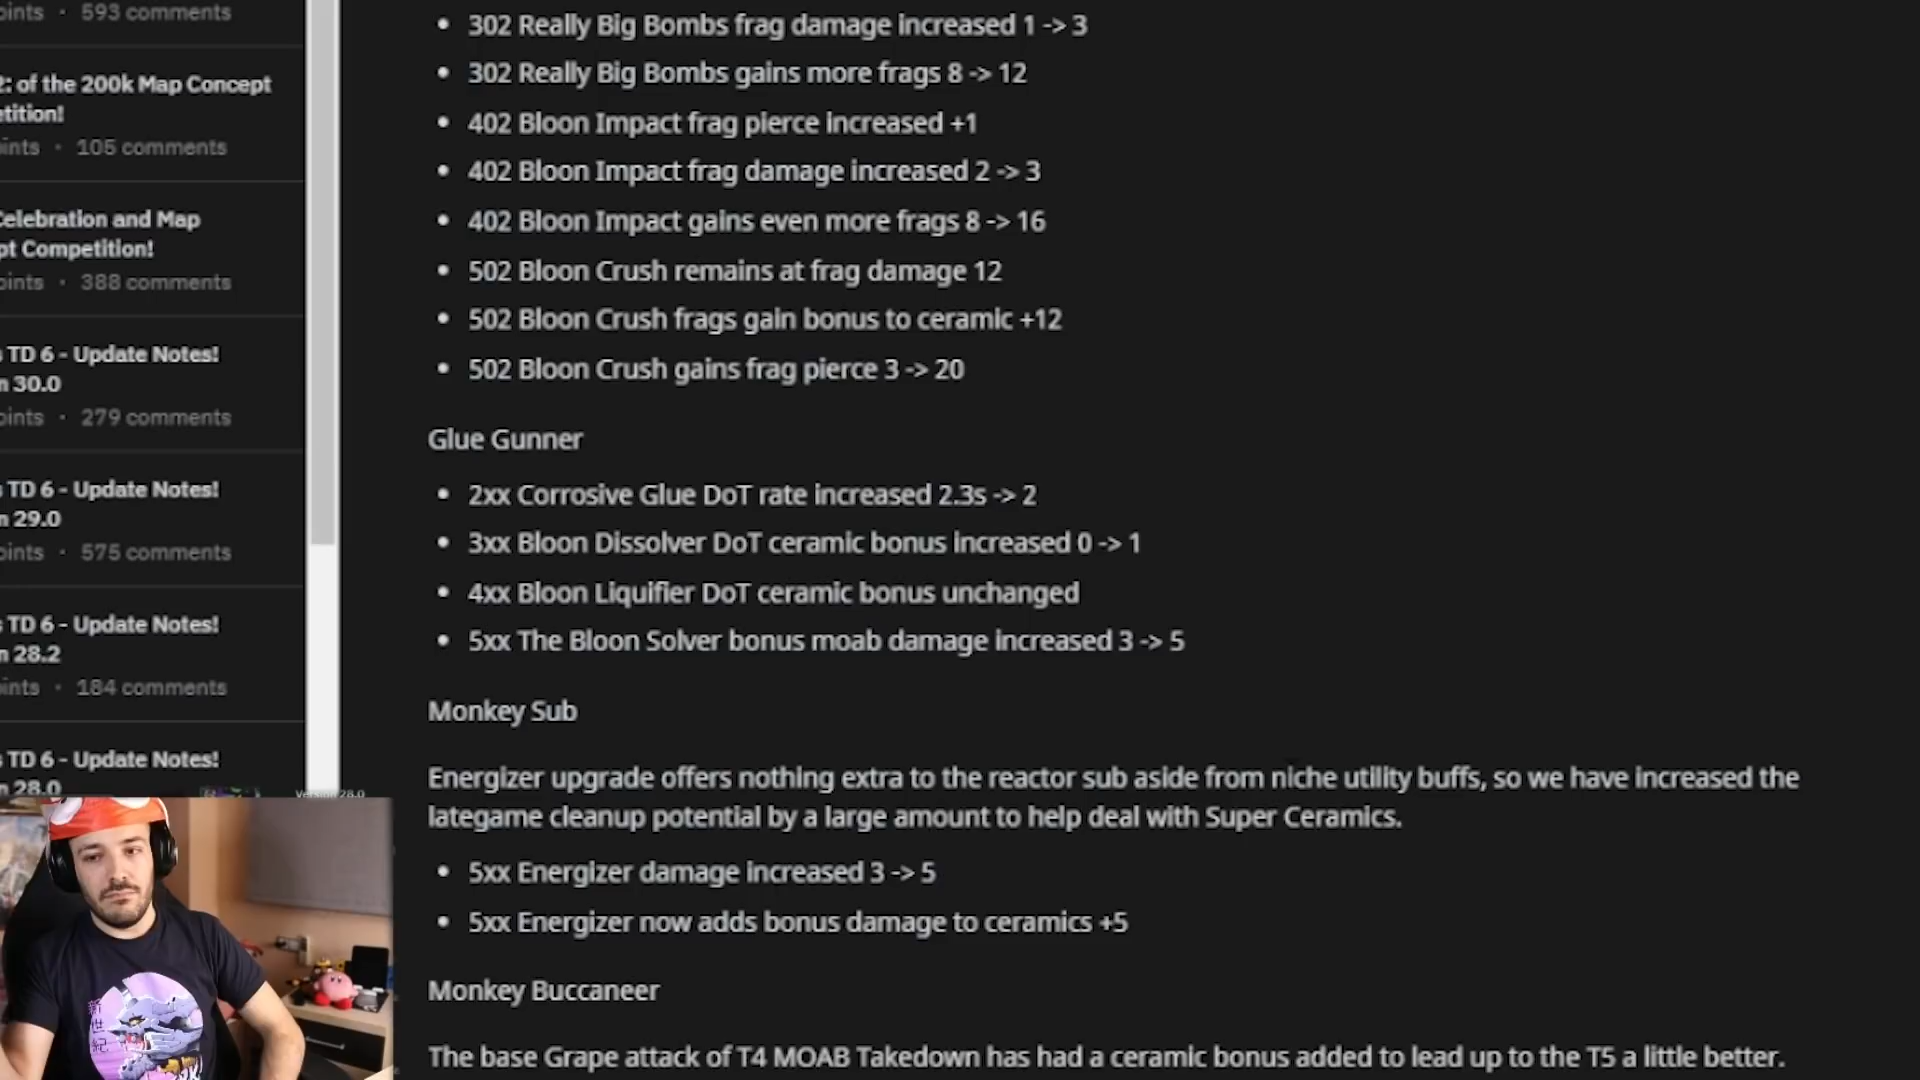 oints · 593 comments
2: of the 200k Map Concept
etition!
ints · 105 comments
Celebration and Map
pt Competition!
oints · 388 comments
s TD 6 - Update Notes!
n 30.0
oints · 279 comments
s TD 6 - Update Notes!
n 29.0
oints · 575 comments
s TD 6 - Update Notes!
n 28.2
ints · 184 comments
s TD 6 - Update Notes!
n 28.0
Version 28.0
• 302 Really Big Bombs frag damage increased 1 -> 3
• 302 Really Big Bombs gains more frags 8 -> 12
• 402 Bloon Impact frag pierce increased +1
• 402 Bloon Impact frag damage increased 2 -> 3
• 402 Bloon Impact gains even more frags 8 -> 16
• 502 Bloon Crush remains at frag damage 12
• 502 Bloon Crush frags gain bonus to ceramic +12
• 502 Bloon Crush gains frag pierce 3 -> 20
Glue Gunner
• 2xx Corrosive Glue DoT rate increased 2.3s -> 2
• 3xx Bloon Dissolver DoT ceramic bonus increased 0 -> 1
• 4xx Bloon Liquifier DoT ceramic bonus unchanged
• 5xx The Bloon Solver bonus moab damage increased 3 -> 5
Monkey Sub
Energizer upgrade offers nothing extra to the reactor sub aside from niche utility buffs, so we have increased the
lategame cleanup potential by a large amount to help deal with Super Ceramics.
• 5xx Energizer damage increased 3 -> 5
• 5xx Energizer now adds bonus damage to ceramics +5
Monkey Buccaneer
The base Grape attack of T4 MOAB Takedown has had a ceramic bonus added to lead up to the T5 a little better.
新
世
紀